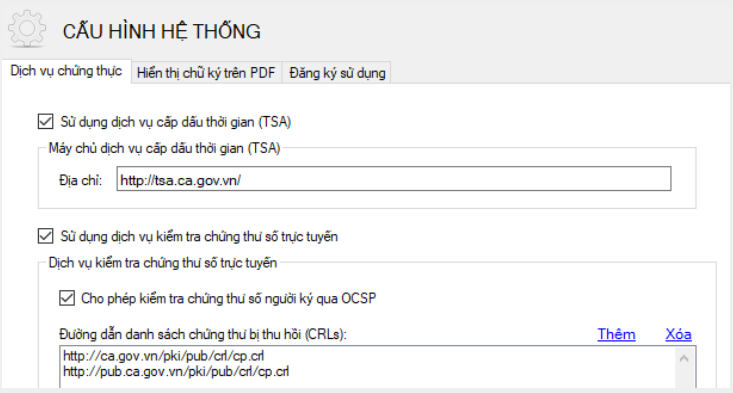 CẤU HÌNH HỆ THỐNG
Dịch vụ chứng thực Hiển thị chữ ký trên PDF Đăng ký sử dụng
Sử dụng dịch vụ cấp dấu thời gian (TSA)
Máy chủ dịch vụ cấp dấu thời gian (TSA)
Địa chỉ: http://tsa.ca.gov.vn/
Sử dụng dịch vụ kiểm tra chứng thư số trực tuyến
Dịch vụ kiểm tra chứng thư số trực tuyến
Cho phép kiểm tra chứng thư số người ký qua OCSP
Đường dẫn danh sách chứng thư bị thu hồi (CRLs): Thêm Xóa
http://ca.gov.vn/pki/pub/crl/cp.crl
http://pub.ca.gov.vn/pki/pub/crl/cp.crl